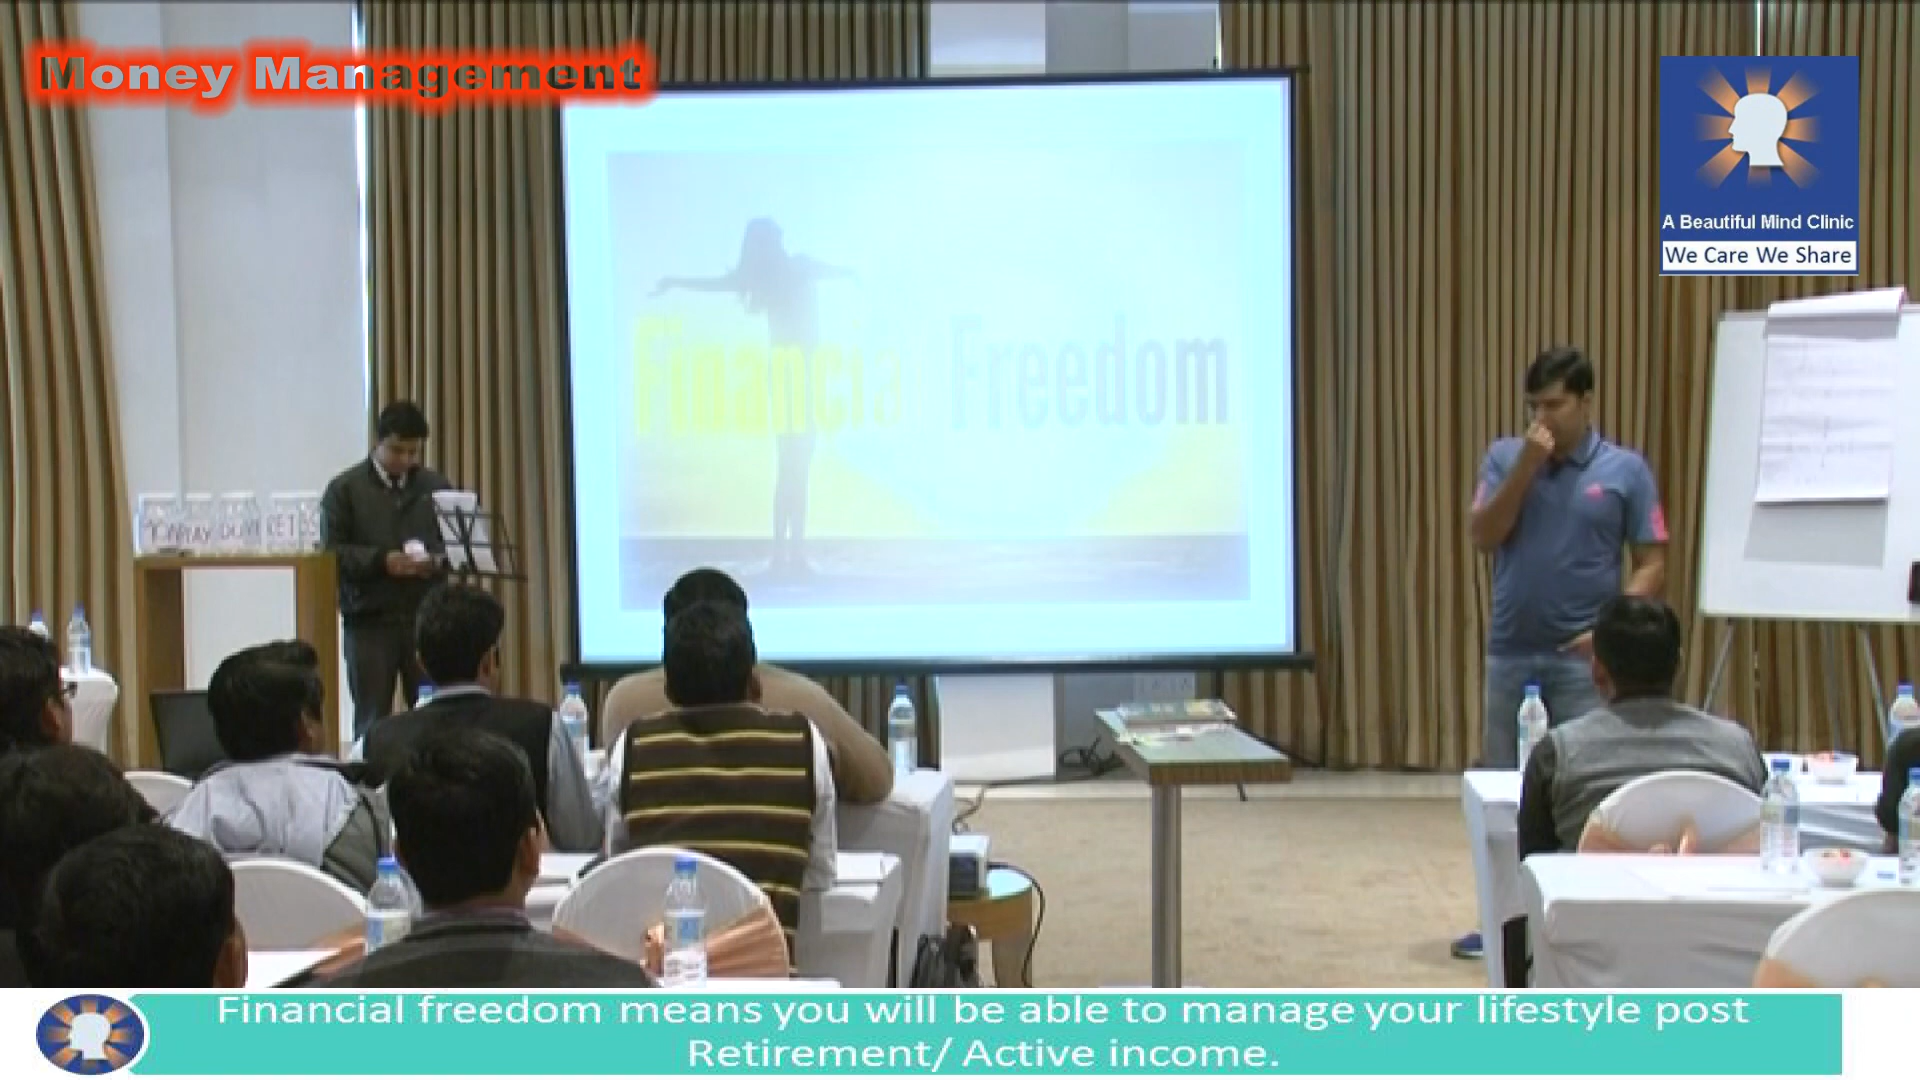 Money Management
A Beautiful Mind Clinic
We Care We Share
Financial Freedom
Financial freedom means you will be able to manage your lifestyle post
Retirement/ Active income.